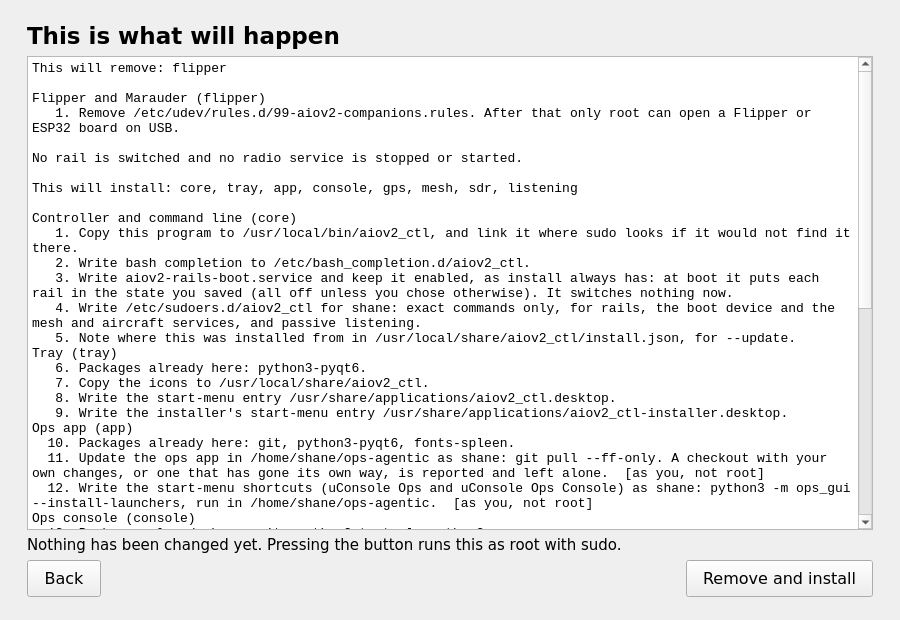 This is what will happen
This will remove: flipper
Flipper and Marauder (flipper)
1. Remove /etc/udev/rules.d/99-aiov2-companions.rules. After that only root can open a Flipper or
ESP32 board on USB.
No rail is switched and no radio service is stopped or started.
This will install: core, tray, app, console, gps, mesh, sdr, listening
Controller and command line (core)
1. Copy this program to /usr/local/bin/aiov2_ctl, and link it where sudo looks if it would not find it
there.
2. Write bash completion to /etc/bash_completion.d/aiov2_ctl.
3. Write aiov2-rails-boot.service and keep it enabled, as install always has: at boot it puts each
rail in the state you saved (all off unless you chose otherwise). It switches nothing now.
4. Write /etc/sudoers.d/aiov2_ctl for shane: exact commands only, for rails, the boot device and the
mesh and aircraft services, and passive listening.
5. Note where this was installed from in /usr/local/share/aiov2_ctl/install.json, for --update.
Tray (tray)
6. Packages already here: python3-pyqt6.
7. Copy the icons to /usr/local/share/aiov2_ctl.
8. Write the start-menu entry /usr/share/applications/aiov2_ctl.desktop.
9. Write the installer's start-menu entry /usr/share/applications/aiov2_ctl-installer.desktop.
Ops app (app)
10. Packages already here: git, python3-pyqt6, fonts-spleen.
11. Update the ops app in /home/shane/ops-agentic as shane: git pull --ff-only. A checkout with your
own changes, or one that has gone its own way, is reported and left alone.  [as you, not root]
12. Write the start-menu shortcuts (uConsole Ops and uConsole Ops Console) as shane: python3 -m ops_gui
--install-launchers, run in /home/shane/ops-agentic.  [as you, not root]
Ops console (console)
Nothing has been changed yet. Pressing the button runs this as root with sudo.
Back
Remove and install